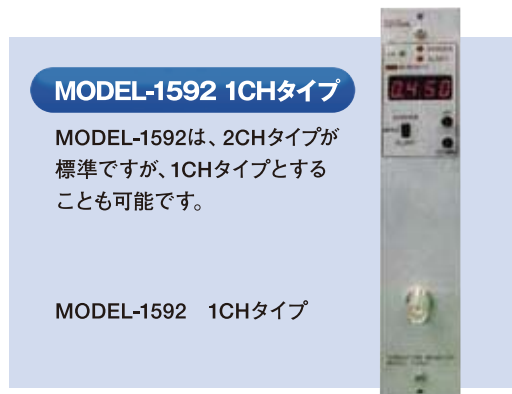 MODEL-1592 1CHタイプ
MODEL-1592は、2CHタイプが
標準ですが、1CHタイプとする
ことも可能です。
MODEL-1592　1CHタイプ
0.450